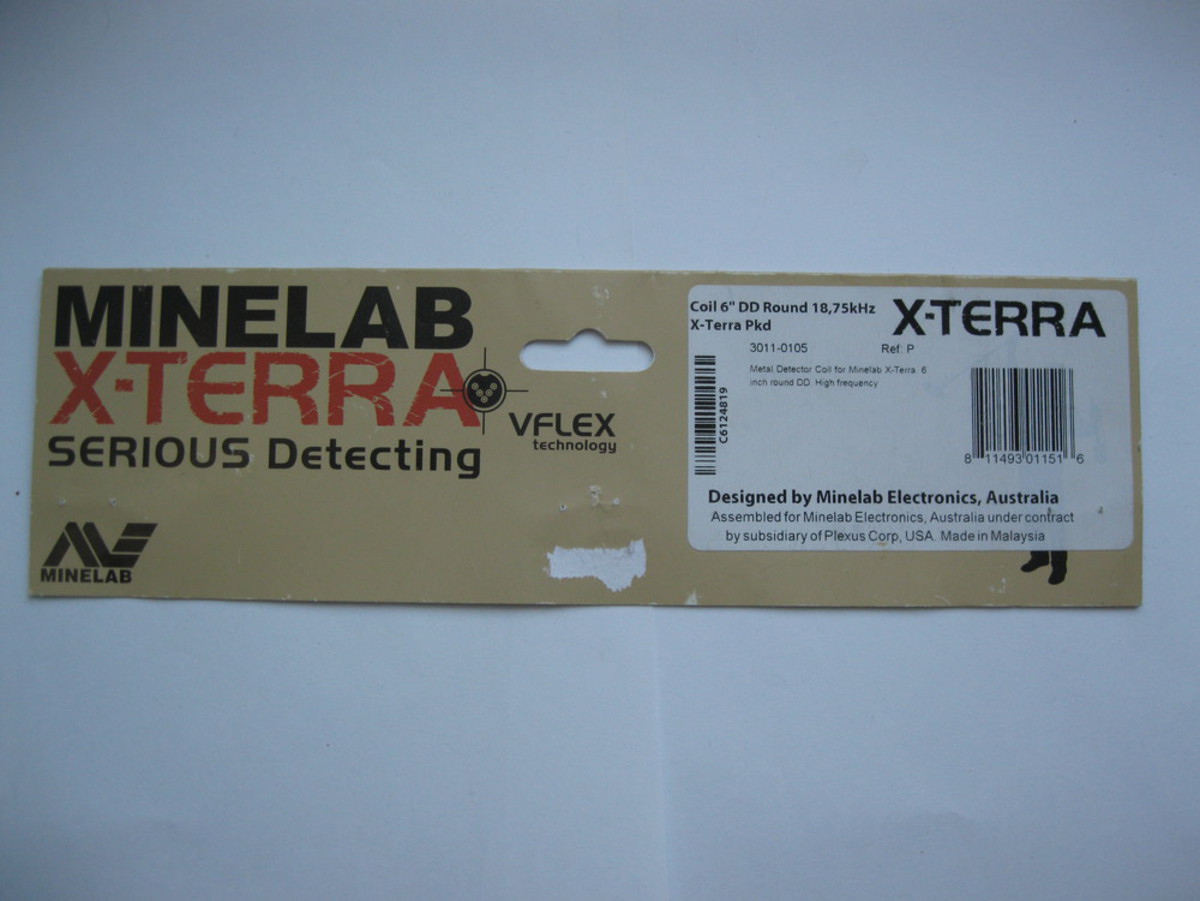 MINELAB
X-TERRA
SERIOUS Detecting
VFLEX
technology
MINELAB
Coil 6" DD Round 18,75kHz
X-Terra Pkd
X-TERRA
3011-0105 Ref: P
Metal Detector Coil for Minelab X-Terra. 6
inch round DD. High frequency
C6124819
8 11493 01151 6
Designed by Minelab Electronics, Australia
Assembled for Minelab Electronics, Australia under contract
by subsidiary of Plexus Corp, USA. Made in Malaysia